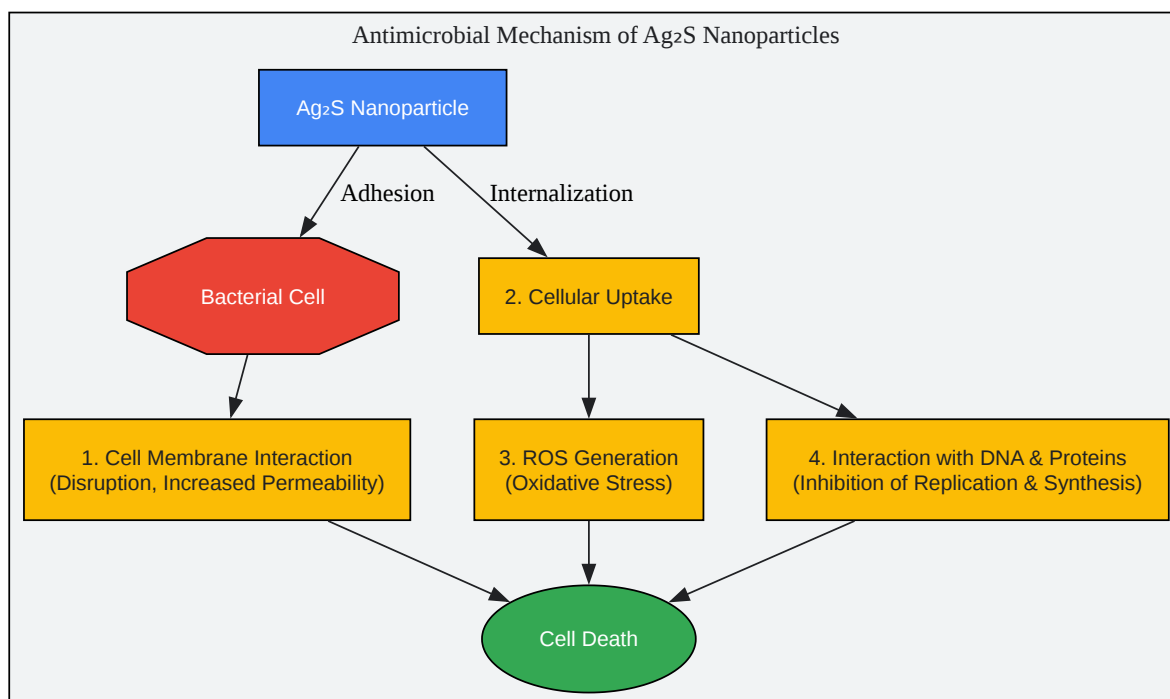 Antimicrobial Mechanism of Ag₂S Nanoparticles
Ag₂S Nanoparticle
Adhesion
Internalization
Bacterial Cell
2. Cellular Uptake
1. Cell Membrane Interaction
(Disruption, Increased Permeability)
3. ROS Generation
(Oxidative Stress)
4. Interaction with DNA & Proteins
(Inhibition of Replication & Synthesis)
Cell Death